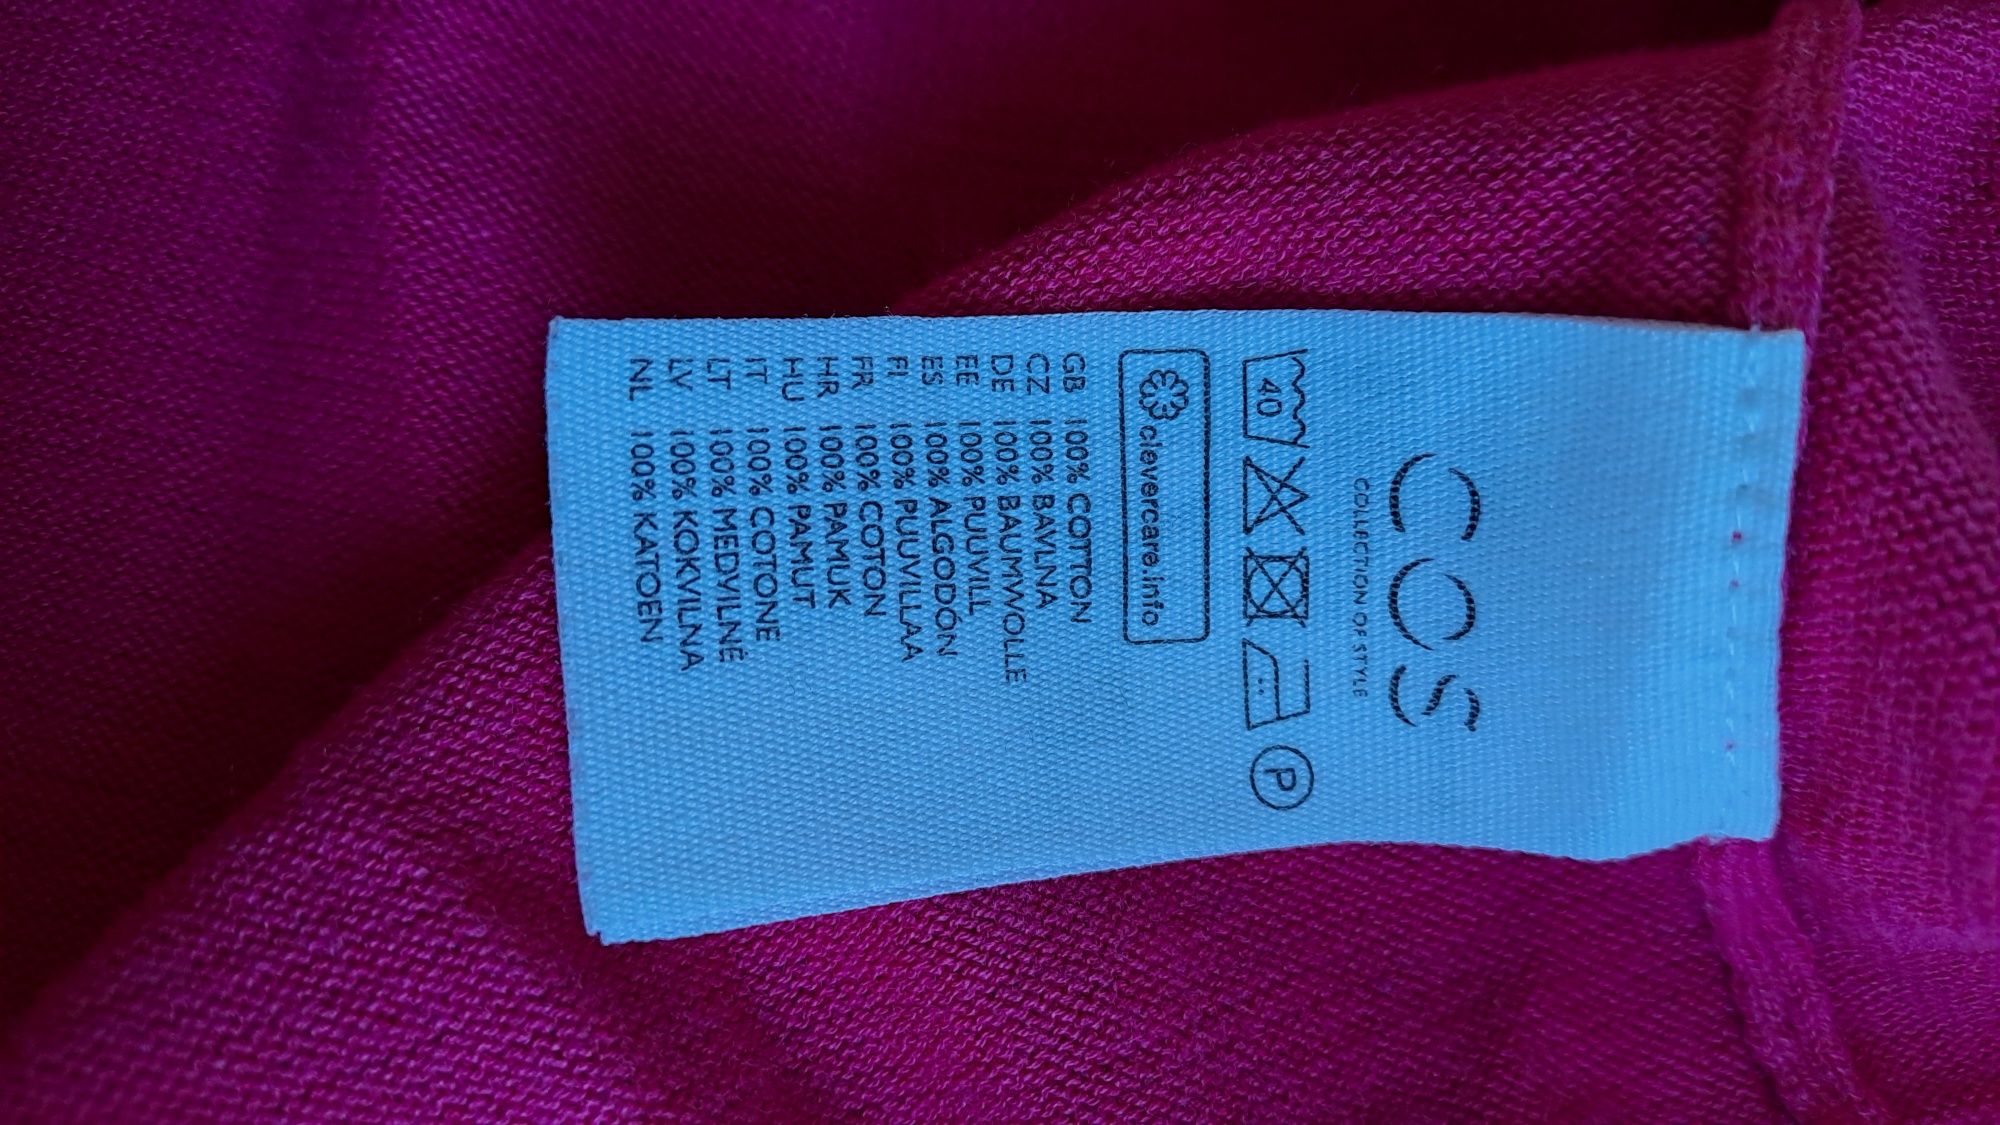 COS
COLLECTION OF STYLE
40 P
clevercare.info
GB 100% COTTON
CZ 100% BAVLNA
DE 100% BAUMWOLLE
EE 100% PUUVILL
ES 100% ALGODÓN
FI 100% PUUVILLAA
FR 100% COTON
HR 100% PAMUK
HU 100% PAMUT
IT 100% COTONE
LT 100% MEDVILNĖ
LV 100% KOKVILNA
NL 100% KATOEN